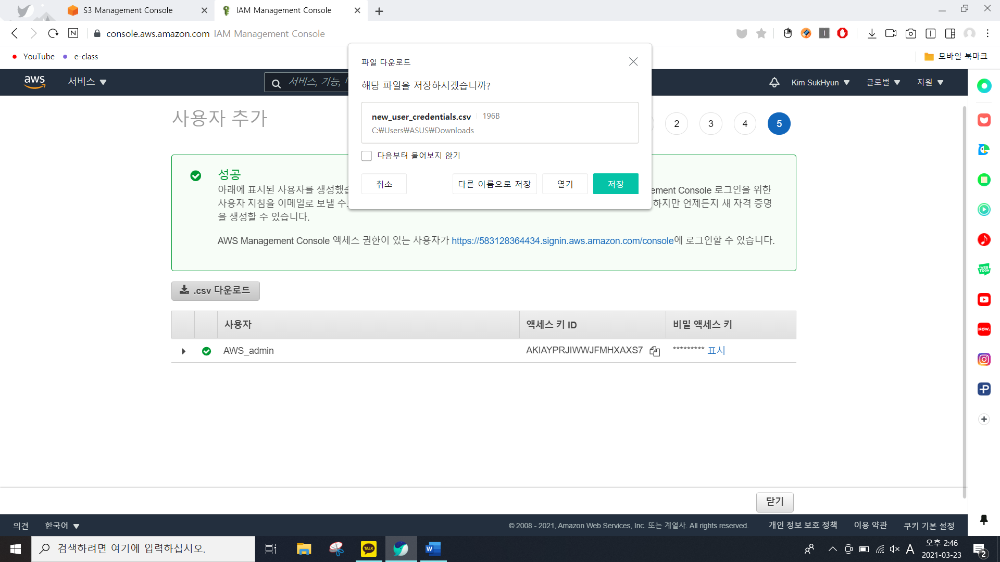 S3 Management Console
IAM Management Console
console.aws.amazon.com IAM Management Console
YouTube
e-class
모바일 북마크
aws
서비스
서비스, 기능,
Kim SukHyun
글로벌
지원
파일 다운로드
해당 파일을 저장하시겠습니까?
new_user_credentials.csv
196B
C:₩Users₩ASUS₩Downloads
다음부터 물어보지 않기
취소
다른 이름으로 저장
열기
저장
사용자 추가
2
3
4
5
성공
아래에 표시된 사용자를 생성했 ement Console 로그인을 위한
사용자 지침을 이메일로 보낼 수 하지만 언제든지 새 자격 증명
을 생성할 수 있습니다.
AWS Management Console 액세스 권한이 있는 사용자가 https://583128364434.signin.aws.amazon.com/console에 로그인할 수 있습니다.
.csv 다운로드
사용자
액세스 키 ID
비밀 액세스 키
AWS_admin
AKIAYPRJIWWJFMHXAXS7
********* 표시
닫기
의견
한국어
© 2008 - 2021, Amazon Web Services, Inc. 또는 계열사. All rights reserved.
개인 정보 보호 정책
이용 약관
쿠키 기본 설정
WEB
TOON
NOW.
검색하려면 여기에 입력하십시오.
TALK
W
A
오후 2:46
2021-03-23
2